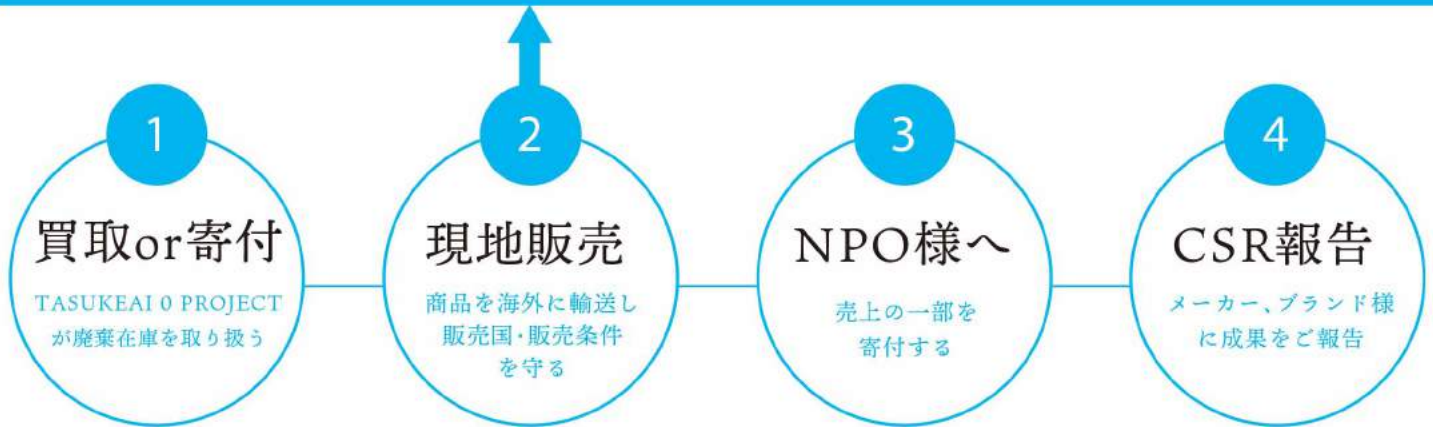 1
買取or寄付
TASUKEAI 0 PROJECT
が廃棄在庫を取り扱う
2
現地販売
商品を海外に輸送し
販売国・販売条件
を守る
3
NPO様へ
売上の一部を
寄付する
4
CSR報告
メーカー、ブランド様
に成果をご報告